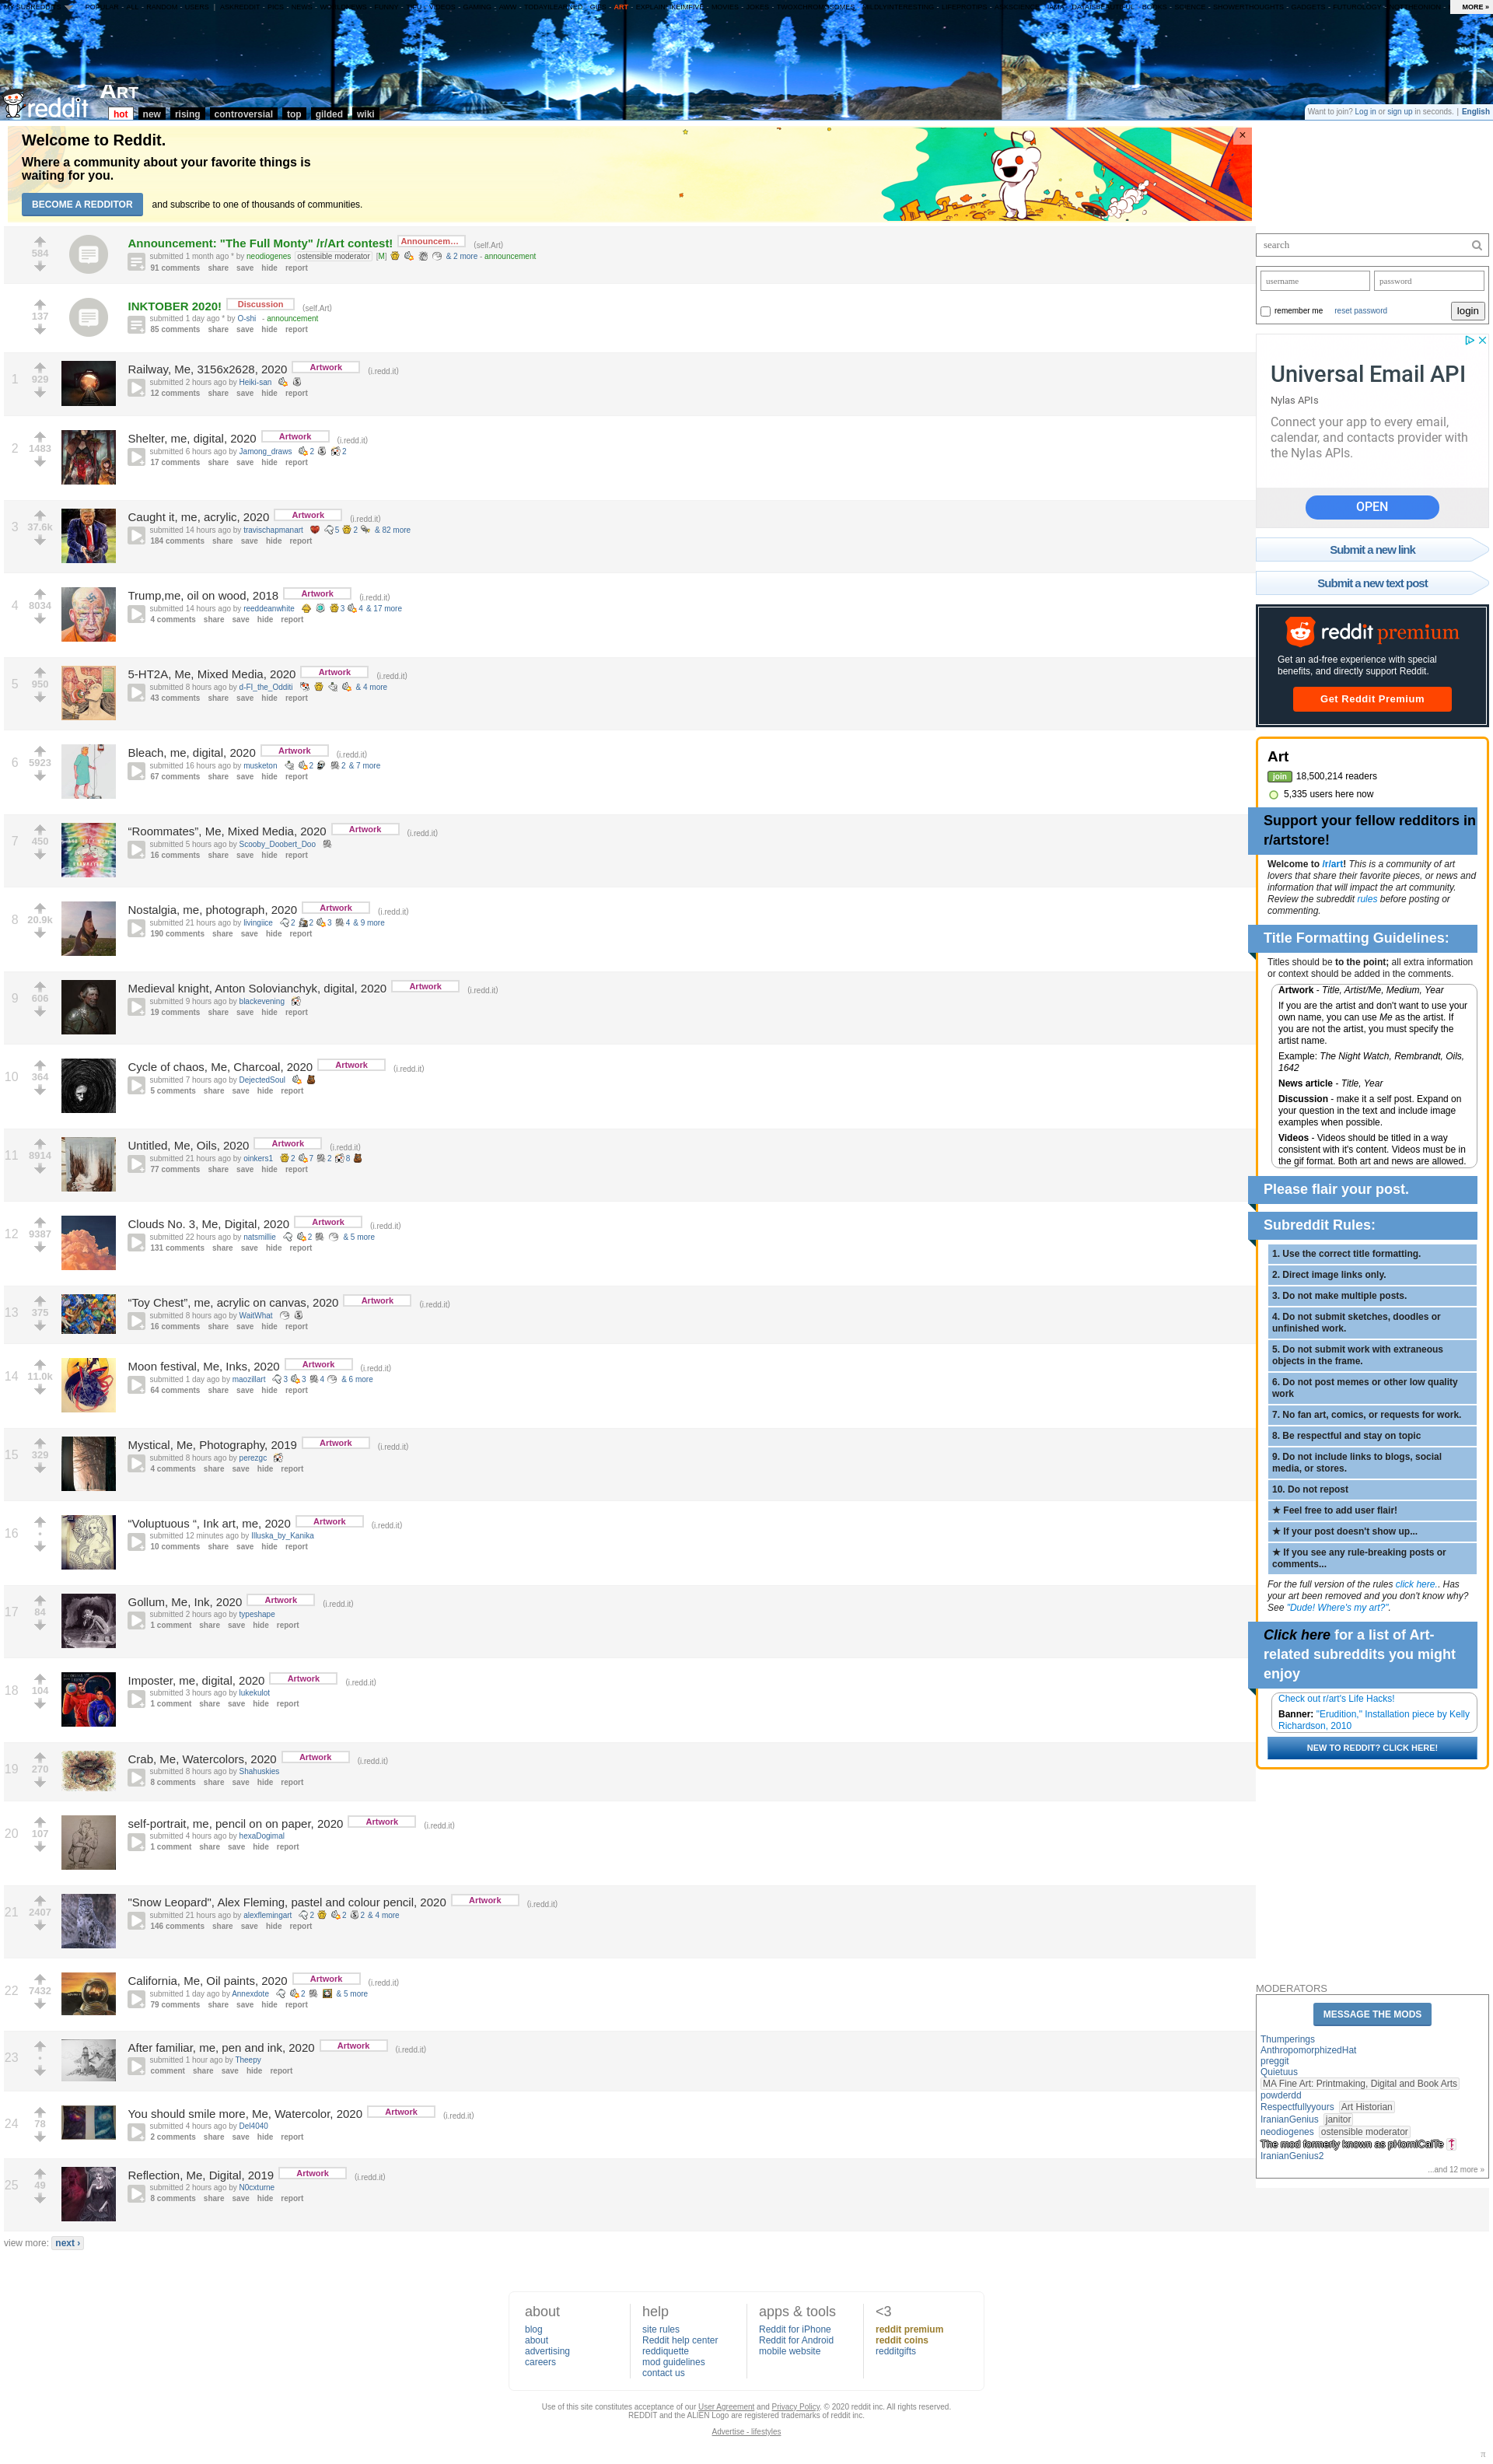 MORE »
reddit Art
hot new rising controversial top gilded wiki
Want to join? Log in or sign up in seconds. | English
Welcome to Reddit.
Where a community about your favorite things is
waiting for you.
BECOME A REDDITOR and subscribe to one of thousands of communities.
584
Announcement: "The Full Monty" /r/Art contest! Announcem… (self.Art)
submitted 1 month ago * by neodiogenes ostensible moderator [M] & 2 more - announcement
91 comments share save hide report
137
INKTOBER 2020! Discussion (self.Art)
submitted 1 day ago * by O-shi - announcement
85 comments share save hide report
1 929
Railway, Me, 3156x2628, 2020 Artwork (i.redd.it)
submitted 2 hours ago by Heiki-san
12 comments share save hide report
2 1483
Shelter, me, digital, 2020 Artwork (i.redd.it)
submitted 6 hours ago by Jamong_draws 2 2
17 comments share save hide report
3 37.6k
Caught it, me, acrylic, 2020 Artwork (i.redd.it)
submitted 14 hours ago by travischapmanart 5 2 & 82 more
184 comments share save hide report
4 8034
Trump,me, oil on wood, 2018 Artwork (i.redd.it)
submitted 14 hours ago by reeddeanwhite 3 4 & 17 more
4 comments share save hide report
5 950
5-HT2A, Me, Mixed Media, 2020 Artwork (i.redd.it)
submitted 8 hours ago by d-FI_the_Odditi & 4 more
43 comments share save hide report
6 5923
Bleach, me, digital, 2020 Artwork (i.redd.it)
submitted 16 hours ago by musketon 2 2 & 7 more
67 comments share save hide report
7 450
“Roommates”, Me, Mixed Media, 2020 Artwork (i.redd.it)
submitted 5 hours ago by Scooby_Doobert_Doo
16 comments share save hide report
8 20.9k
Nostalgia, me, photograph, 2020 Artwork (i.redd.it)
submitted 21 hours ago by livingiice 2 2 3 4 & 9 more
190 comments share save hide report
9 606
Medieval knight, Anton Solovianchyk, digital, 2020 Artwork (i.redd.it)
submitted 9 hours ago by blackevening
19 comments share save hide report
10 364
Cycle of chaos, Me, Charcoal, 2020 Artwork (i.redd.it)
submitted 7 hours ago by DejectedSoul
5 comments share save hide report
11 8914
Untitled, Me, Oils, 2020 Artwork (i.redd.it)
submitted 21 hours ago by oinkers1 2 7 2 8
77 comments share save hide report
12 9387
Clouds No. 3, Me, Digital, 2020 Artwork (i.redd.it)
submitted 22 hours ago by natsmillie 2 & 5 more
131 comments share save hide report
13 375
“Toy Chest”, me, acrylic on canvas, 2020 Artwork (i.redd.it)
submitted 8 hours ago by WaitWhat
16 comments share save hide report
14 11.0k
Moon festival, Me, Inks, 2020 Artwork (i.redd.it)
submitted 1 day ago by maozillart 3 3 4 & 6 more
64 comments share save hide report
15 329
Mystical, Me, Photography, 2019 Artwork (i.redd.it)
submitted 8 hours ago by perezgc
4 comments share save hide report
16 •
“Voluptuous “, Ink art, me, 2020 Artwork (i.redd.it)
submitted 12 minutes ago by Illuska_by_Kanika
10 comments share save hide report
17 84
Gollum, Me, Ink, 2020 Artwork (i.redd.it)
submitted 2 hours ago by typeshape
1 comment share save hide report
18 104
Imposter, me, digital, 2020 Artwork (i.redd.it)
submitted 3 hours ago by lukekulot
1 comment share save hide report
19 270
Crab, Me, Watercolors, 2020 Artwork (i.redd.it)
submitted 8 hours ago by Shahuskies
8 comments share save hide report
20 107
self-portrait, me, pencil on on paper, 2020 Artwork (i.redd.it)
submitted 4 hours ago by hexaDogimal
1 comment share save hide report
21 2407
"Snow Leopard", Alex Fleming, pastel and colour pencil, 2020 Artwork (i.redd.it)
submitted 21 hours ago by alexflemingart 2 2 2 & 4 more
146 comments share save hide report
22 7432
California, Me, Oil paints, 2020 Artwork (i.redd.it)
submitted 1 day ago by Annexdote 2 & 5 more
79 comments share save hide report
23 •
After familiar, me, pen and ink, 2020 Artwork (i.redd.it)
submitted 1 hour ago by Theepy
comment share save hide report
24 78
You should smile more, Me, Watercolor, 2020 Artwork (i.redd.it)
submitted 4 hours ago by Del4040
2 comments share save hide report
25 49
Reflection, Me, Digital, 2019 Artwork (i.redd.it)
submitted 2 hours ago by N0cxturne
8 comments share save hide report
view more: next ›
search
username password
remember me reset password login
Universal Email API
Nylas APIs
Connect your app to every email,
calendar, and contacts provider with
the Nylas APIs.
OPEN
Submit a new link
Submit a new text post
reddit premium
Get an ad-free experience with special
benefits, and directly support Reddit.
Get Reddit Premium
Art
join 18,500,214 readers
5,335 users here now
Support your fellow redditors in
r/artstore!
Welcome to /r/art! This is a community of art
communities that share their favorite pieces, or news and
information that will impact the art community.
Review the subreddit rules before posting or
commenting.
Title Formatting Guidelines:
Titles should be to the point; all extra information
or context should be added in the comments.
Artwork - Title, Artist/Me, Medium, Year
If you are the artist and don't want to use your
own name, you can use Me as the artist. If
you are not the artist, you must specify the
artist name.
Example: The Night Watch, Rembrandt, Oils,
1642
News article - Title, Year
Discussion - make it a self post. Expand on
your question in the text and include image
examples when possible.
Videos - Videos should be titled in a way
consistent with it's content. Videos must be in
the gif format. Both art and news are allowed.
Please flair your post.
Subreddit Rules:
1. Use the correct title formatting.
2. Direct image links only.
3. Do not make multiple posts.
4. Do not submit sketches, doodles or
unfinished work.
5. Do not submit work with extraneous
objects in the frame.
6. Do not post memes or other low quality
work
7. No fan art, comics, or requests for work.
8. Be respectful and stay on topic
9. Do not include links to blogs, social
media, or stores.
10. Do not repost
★ Feel free to add user flair!
★ If your post doesn't show up...
★ If you see any rule-breaking posts or
comments...
For the full version of the rules click here.. Has
your art been removed and you don't know why?
See "Dude! Where's my art?".
Click here for a list of Art-
related subreddits you might
enjoy
Check out r/art's Life Hacks!
Banner: "Erudition," Installation piece by Kelly
Richardson, 2010
NEW TO REDDIT? CLICK HERE!
MODERATORS
MESSAGE THE MODS
Thumperings
AnthropomorphizedHat
preggit
Quietuus
MA Fine Art: Printmaking, Digital and Book Arts
powderdd
Respectfullyyours Art Historian
IranianGenius janitor
neodiogenes ostensible moderator
The mod formerly known as pHorniCaiTe
IranianGenius2
...and 12 more »
about
blog
about
advertising
careers
help
site rules
Reddit help center
reddiquette
mod guidelines
contact us
apps & tools
Reddit for iPhone
Reddit for Android
mobile website
<3
reddit premium
reddit coins
redditgifts
Use of this site constitutes acceptance of our User Agreement and Privacy Policy. © 2020 reddit inc. All rights reserved.
REDDIT and the ALIEN Logo are registered trademarks of reddit inc.
Advertise - lifestyles
π